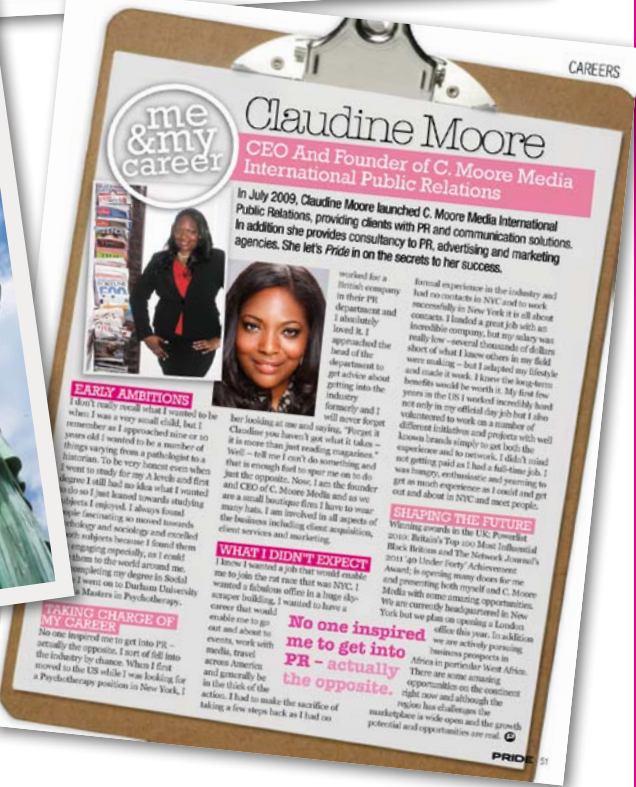 CAREERS
me
&my
career
Claudine Moore
CEO And Founder of C. Moore Media
International Public Relations
In July 2009, Claudine Moore launched C. Moore Media International
Public Relations, providing clients with PR and communication solutions.
In addition she provides consultancy to PR, advertising and marketing
agencies. She let's Pride in on the secrets to her success.
EARLY AMBITIONS
I don't really recall what I wanted to be
when I was a very small child, but I
remember as I approached nine or 10
years old I wanted to be a number of
things varying from a pathologist to a
historian. To be very honest even when
I went to study for my A levels and first
degree I still had no idea what I wanted
to do so I just leaned towards studying
subjects I enjoyed. I always found
people fascinating so moved towards
psychology and sociology and excelled
such subjects because I found them
engaging especially, as I could
them to the world around me.
completing my degree in Social
I went on to Durham University
Masters in Psychotherapy.
TAKING CHARGE OF
MY CAREER
No one inspired me to get into PR –
actually the opposite. I sort of fell into
the industry by chance. When I first
moved to the US while I was looking for
a Psychotherapy position in New York, I
worked for a
British company
in their PR
department and
I absolutely
loved it. I
approached the
head of the
department to
get advice about
getting into the
industry
formerly and I
will never forget
her looking at me and saying, "Forget it
Claudine you haven't got what it takes –
it is more than just reading magazines."
Well – tell me I can't do something and
that is enough fuel to spur me on to do
just the opposite. Now, I am the founder
and CEO of C. Moore Media and as we
are a small boutique firm I have to wear
many hats. I am involved in all aspects of
the business including client acquisition,
client services and marketing.
WHAT I DIDN'T EXPECT
I knew I wanted a job that would enable
me to join the rat race that was NYC. I
wanted a fabulous office in a huge sky-
scraper building, I wanted to have a
career that would
enable me to go
out and about to
events, work with
media, travel
across America
and generally be
in the thick of the
action. I had to make the sacrifice of
taking a few steps back as I had no
No one inspired
me to get into
PR – actually
the opposite.
formal experience in the industry and
had no contacts in NYC and to work
successfully in New York it is all about
contacts. I landed a great job with an
incredible company, but my salary was
really low – several thousands of dollars
short of what I knew others in my field
were making – but I adapted my lifestyle
and made it work. I knew the long-term
benefits would be worth it. My first few
years in the US I worked incredibly hard
not only in my official day job but I also
volunteered to work on a number of
different initiatives and projects with well
known brands simply to get both the
experience and to network. I didn't mind
not getting paid as I had a full-time job. I
was hungry, enthusiastic and yearning to
get as much experience as I could and get
out and about in NYC and meet people.
SHAPING THE FUTURE
Winning awards in the UK; Powerlist
2010: Britain's Top 100 Most Influential
Black Britons and The Network Journal's
2011 '40 Under Forty' Achievement
Award; is opening many doors for me
and presenting both myself and C. Moore
Media with some amazing opportunities.
We are currently headquartered in New
York but we plan on opening a London
office this year. In addition
we are actively pursuing
business prospects in
Africa in particular West Africa.
There are some amazing
opportunities on the continent
right now and although the
region has challenges the
marketplace is wide open and the growth
potential and opportunities are real.
PRIDE 51